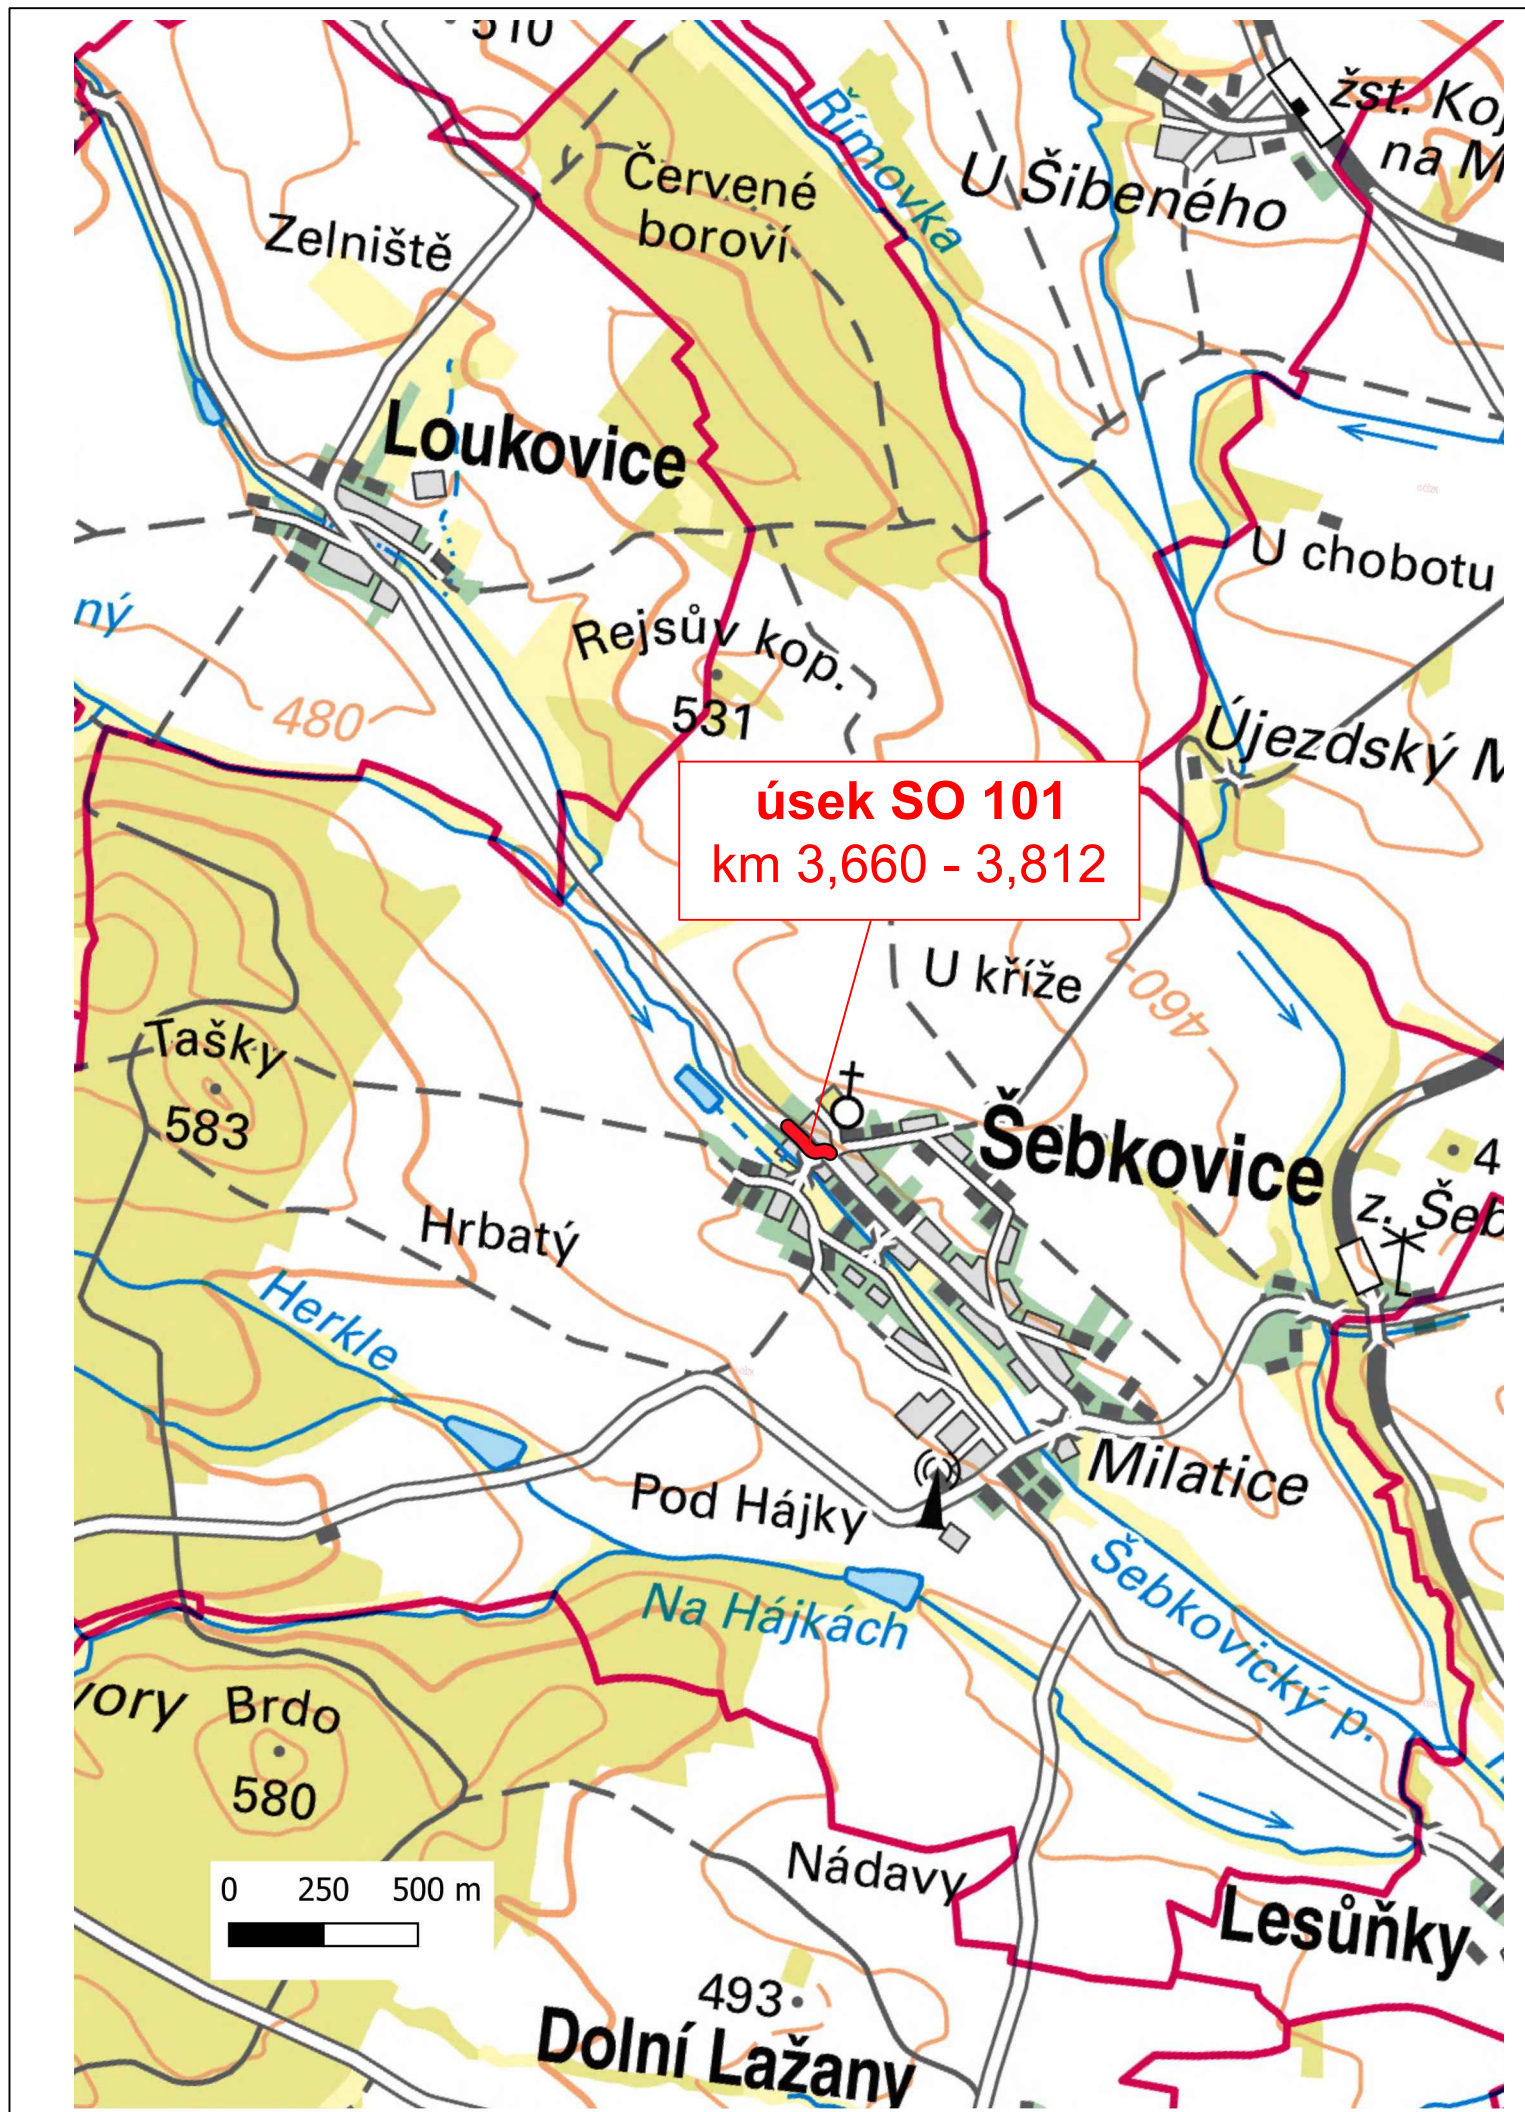 510
Římovka
žst. Koj
na M
Červené
boroví
U Šibeného
Zelniště
Loukovice
U chobotu
ný
Rejsův kop.
480
531
Újezdský M
úsek SO 101
km 3,660 - 3,812
U kříže
460
Tašky
583
Šebkovice
4
z. Šeb
Hrbatý
Herkle
Milatice
Pod Hájky
Šebkovický p.
Na Hájkách
vory
Brdo
580
Nádavy
0 250 500 m
Lesůňky
493
Dolní Lažany